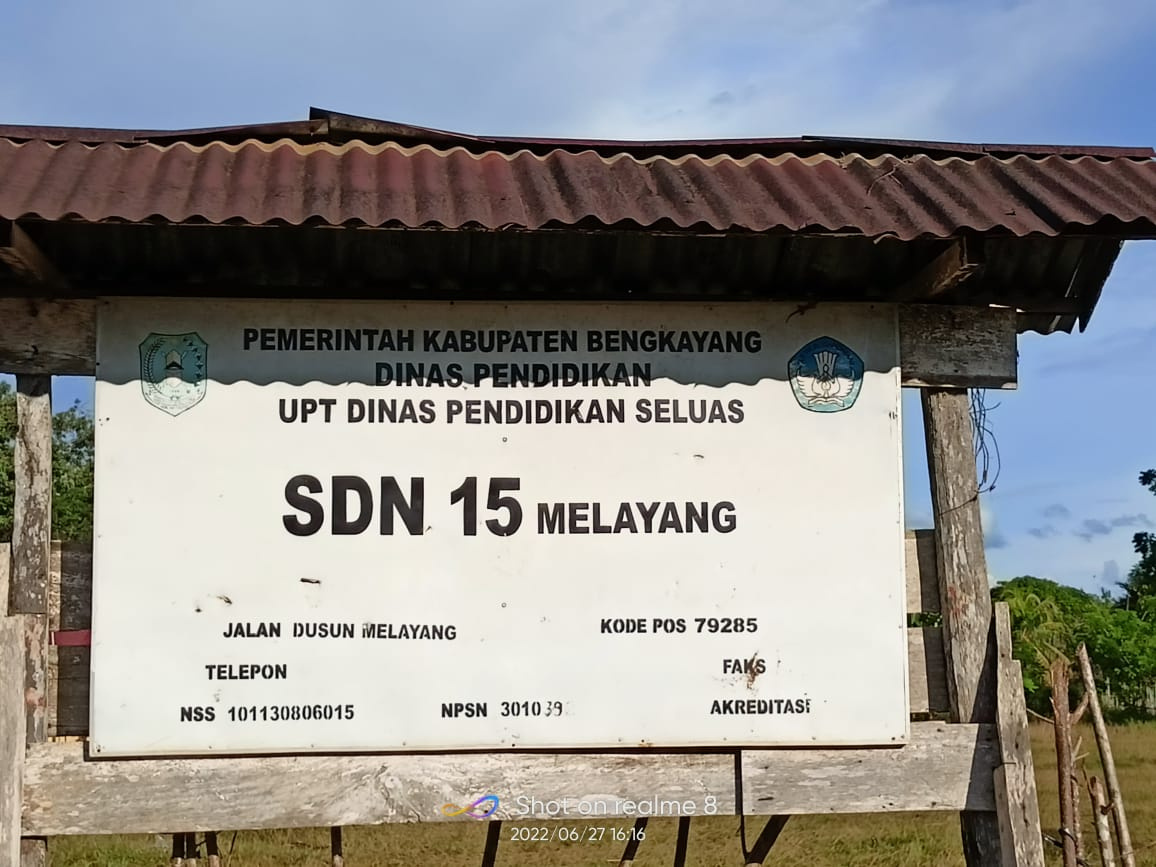 PEMERINTAH KABUPATEN BENGKAYANG
DINAS PENDIDIKAN
UPT DINAS PENDIDIKAN SELUAS
SDN 15 MELAYANG
JALAN DUSUN MELAYANG
KODE POS 79285
TELEPON
FAKS
NSS 101130806015
NPSN
AKREDITASI
Shot on realme 8
2022/06/27 16:16